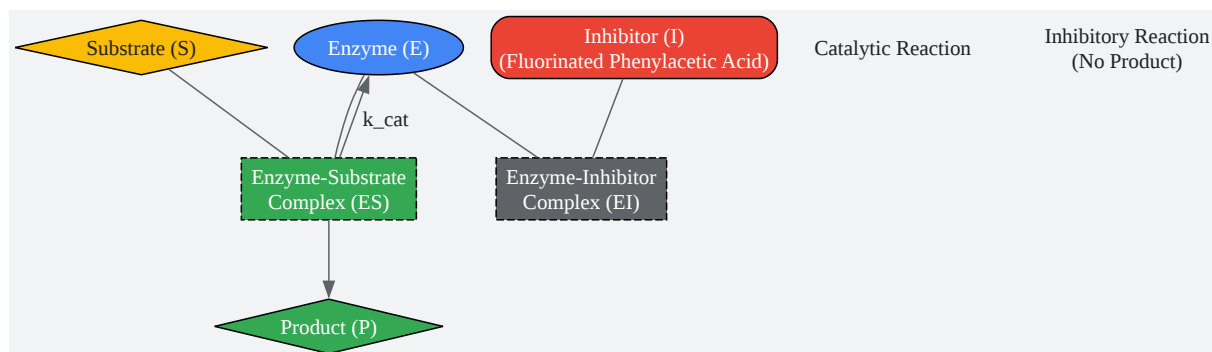 Substrate (S)
Enzyme (E)
Inhibitor (I)
(Fluorinated Phenylacetic Acid)
Catalytic Reaction
Inhibitory Reaction
(No Product)
k_cat
Enzyme-Substrate
Complex (ES)
Enzyme-Inhibitor
Complex (EI)
Product (P)